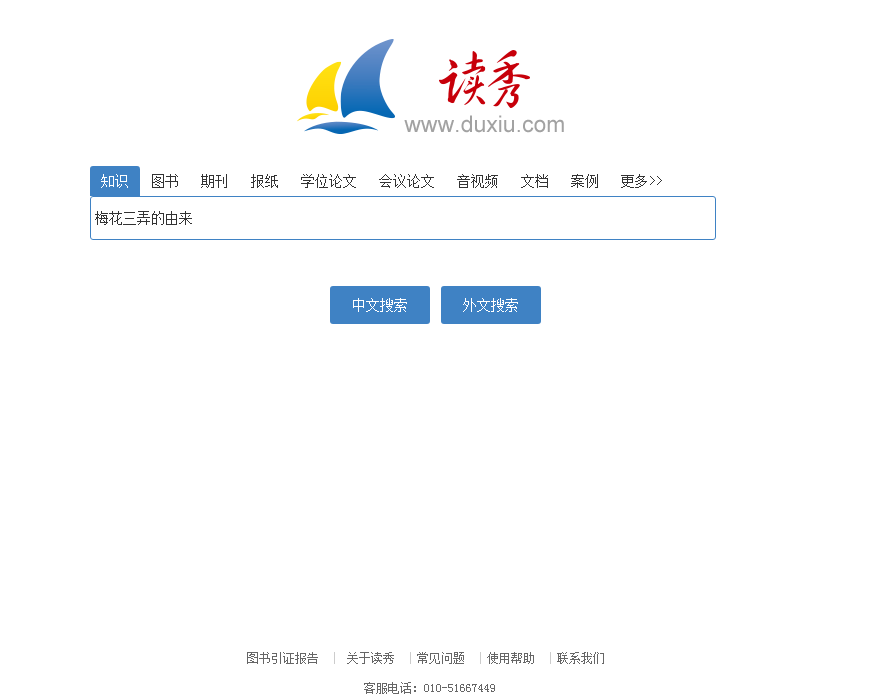 读秀
www.duxiu.com
知识 图书 期刊 报纸 学位论文 会议论文 音视频 文档 案例 更多>>
梅花三弄的由来
中文搜索 外文搜索
图书引证报告 | 关于读秀 | 常见问题 | 使用帮助 | 联系我们
客服电话：010-51667449